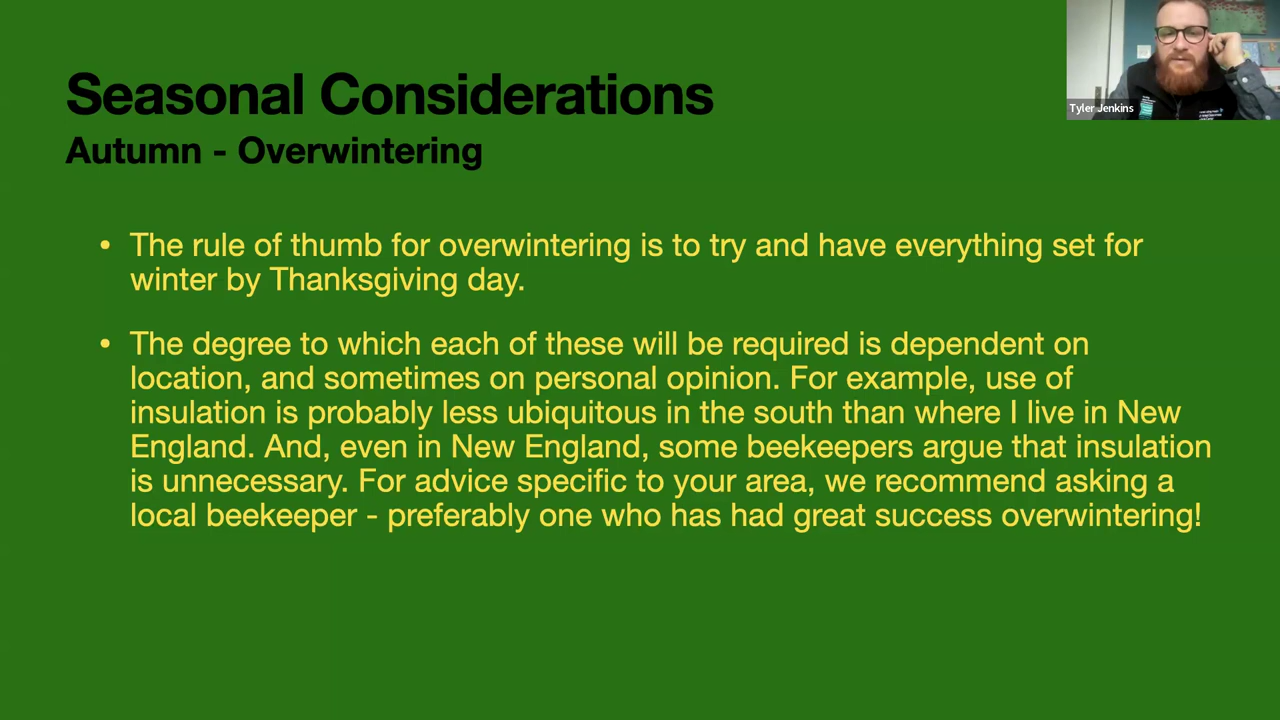 Seasonal Considerations
Autumn - Overwintering
Tyler Jenkins
• The rule of thumb for overwintering is to try and have everything set for
winter by Thanksgiving day.
• The degree to which each of these will be required is dependent on
location, and sometimes on personal opinion. For example, use of
insulation is probably less ubiquitous in the south than where I live in New
England. And, even in New England, some beekeepers argue that insulation
is unnecessary. For advice specific to your area, we recommend asking a
local beekeeper - preferably one who has had great success overwintering!